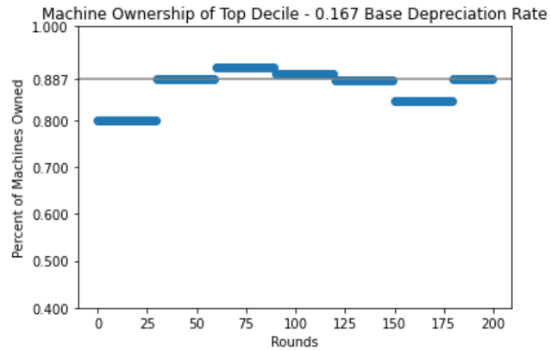 Machine Ownership of Top Decile - 0.167 Base Depreciation Rate
1.000
0.887
0.800
0.700
0.600
0.500
0.400
Percent of Machines Owned
0 25 50 75 100 125 150 175 200
Rounds